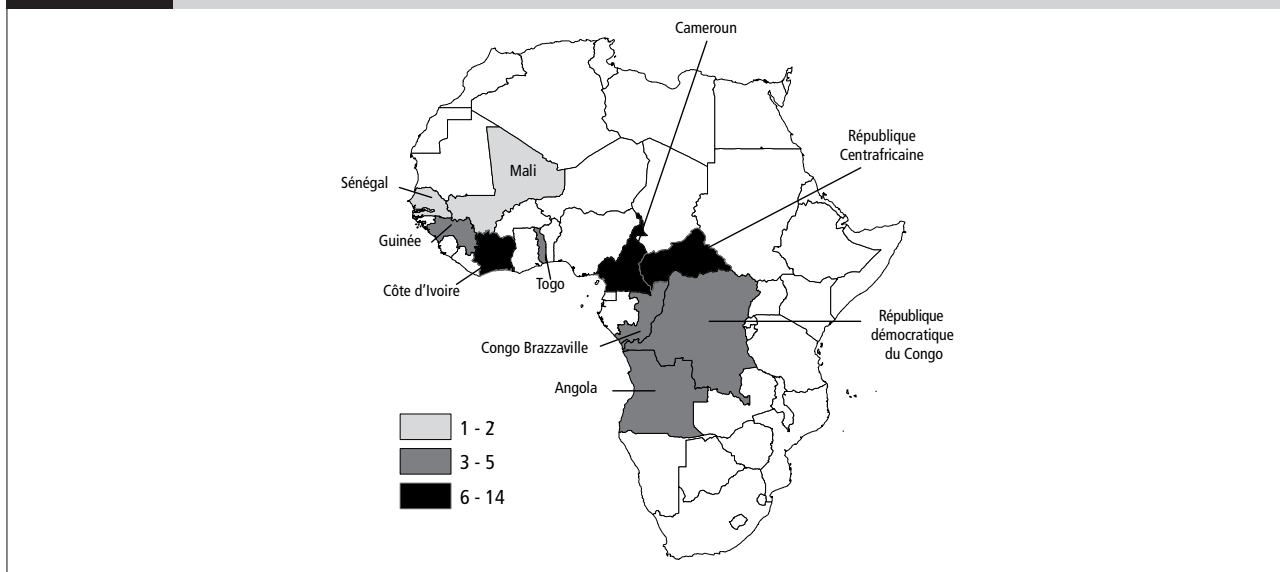 Cameroun
République
Centrafricaine
Mali
Sénégal
Guinée
Côte d’Ivoire
Togo
République
démocratique
du Congo
Congo Brazzaville
Angola
1 - 2
3 - 5
6 - 14